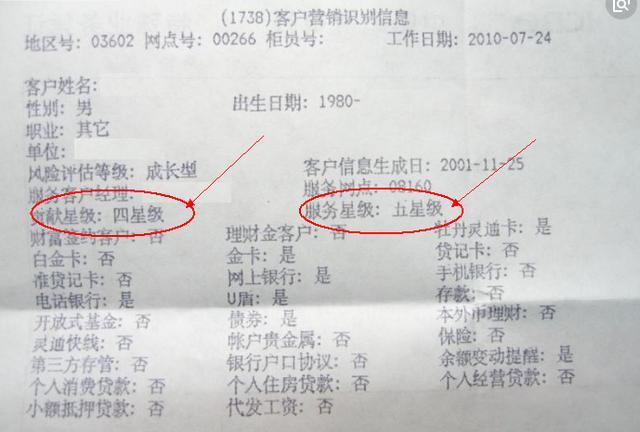 (1738)客户营销识别信息
地区号: 03602 网点号: 00266 柜员号: 工作日期: 2010-07-24
客户姓名:
性别: 男 出生日期: 1980-
职业: 其它
单位:
风险评估等级: 成长型 客户信息生成日: 2001-11-25
服务客户经理: 服务网点: 08160
贡献星级: 四星级 服务星级: 五星级
财富签约客户: 否 理财金客户: 否 牡丹灵通卡: 是
白金卡: 否 金卡: 是 贷记卡: 否
准贷记卡: 否 网上银行: 是 手机银行: 否
电话银行: 是 U盾: 是 存款: 否
开放式基金: 否 债券: 是 本外币理财: 否
灵通快线: 否 帐户贵金属: 否 保险: 否
第三方存管: 否 银行户口协议: 否 余额变动提醒: 是
个人消费贷款: 否 个人住房贷款: 否 个人经营贷款: 否
小额抵押贷款: 否 代发工资: 否